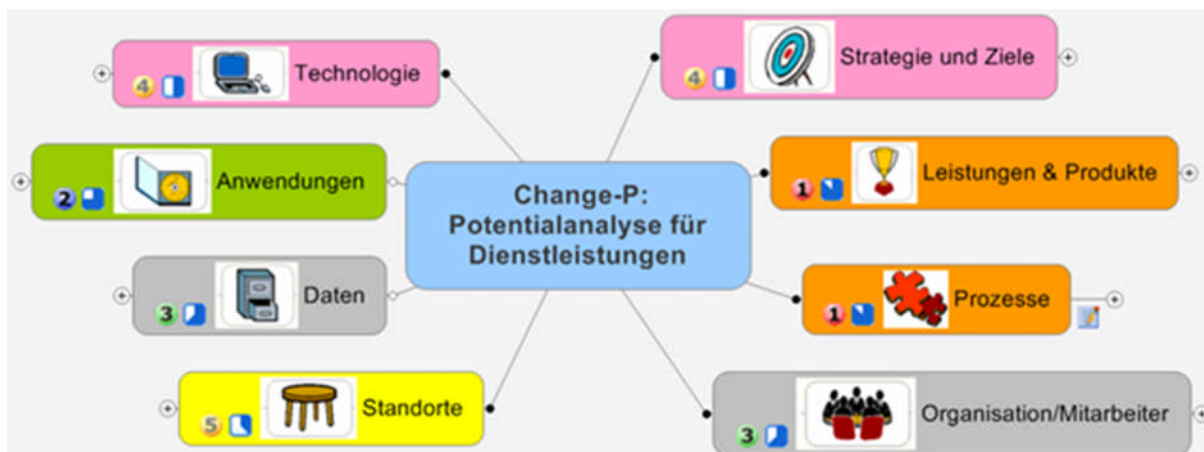 Change-P:
Potentialanalyse für
Dienstleistungen
Strategie und Ziele
4
Leistungen & Produkte
1
Prozesse
1
Organisation/Mitarbeiter
3
Standorte
5
Daten
3
Anwendungen
2
Technologie
4